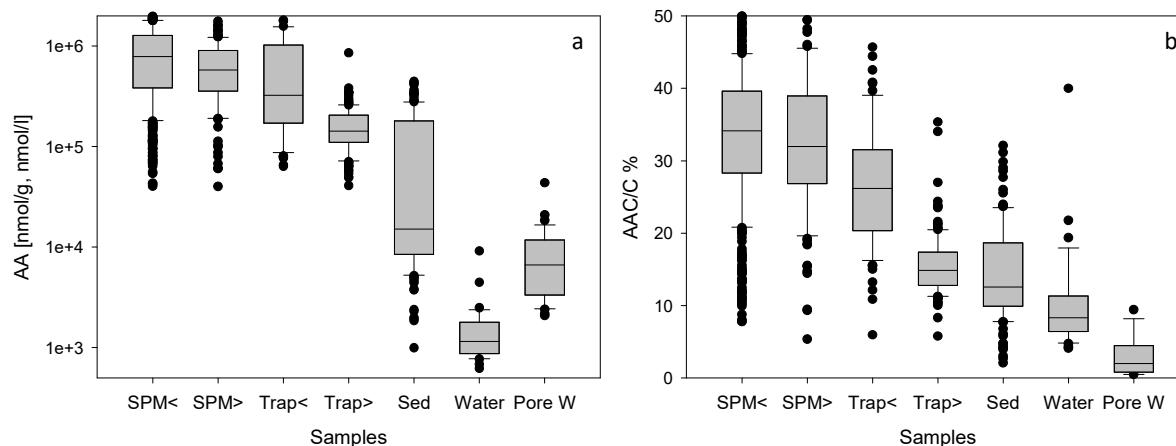 a
AA [nmol/g, nmol/l]
1e+6
1e+5
1e+4
1e+3
SPM< SPM> Trap< Trap> Sed Water Pore W
Samples
b
AAC/C %
50
40
30
20
10
0
SPM< SPM> Trap< Trap> Sed Water Pore W
Samples